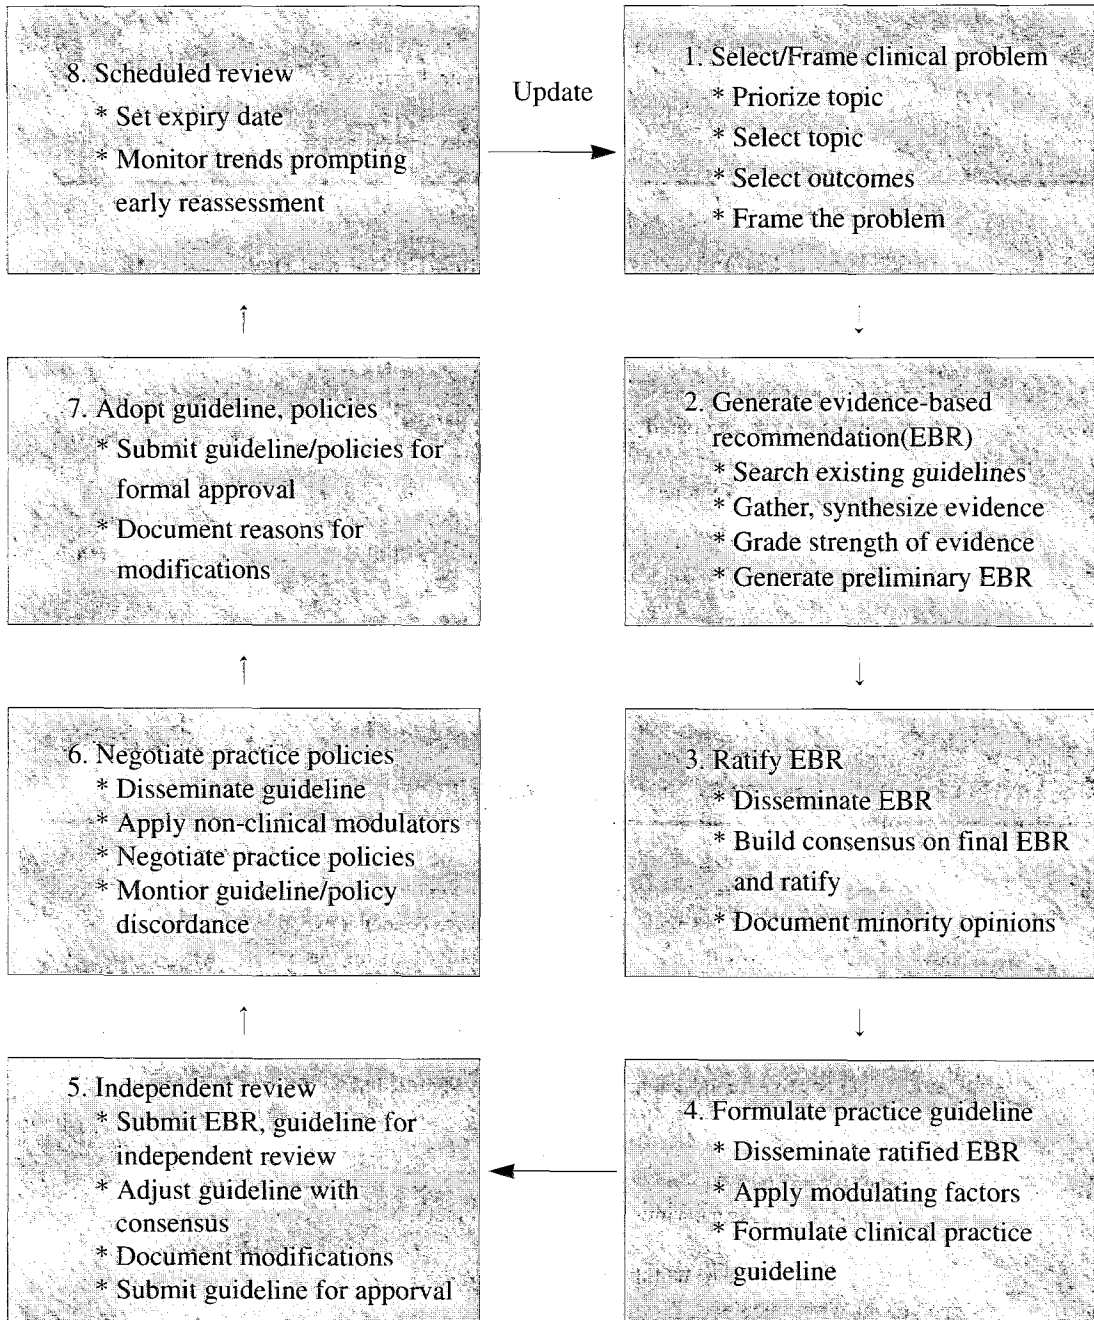 8. Scheduled review
* Set expiry date
* Monitor trends prompting
early reassessment
Update
1. Select/Frame clinical problem
* Priorize topic
* Select topic
* Select outcomes
* Frame the problem
7. Adopt guideline, policies
* Submit guideline/policies for
formal approval
* Document reasons for
modifications
2. Generate evidence-based
recommendation(EBR)
* Search existing guidelines
* Gather, synthesize evidence
* Grade strength of evidence
* Generate preliminary EBR
6. Negotiate practice policies
* Disseminate guideline
* Apply non-clinical modulators
* Negotiate practice policies
* Montior guideline/policy
discordance
3. Ratify EBR
* Disseminate EBR
* Build consensus on final EBR
and ratify
* Document minority opinions
5. Independent review
* Submit EBR, guideline for
independent review
* Adjust guideline with
consensus
* Document modifications
* Submit guideline for apporval
4. Formulate practice guideline
* Disseminate ratified EBR
* Apply modulating factors
* Formulate clinical practice
guideline